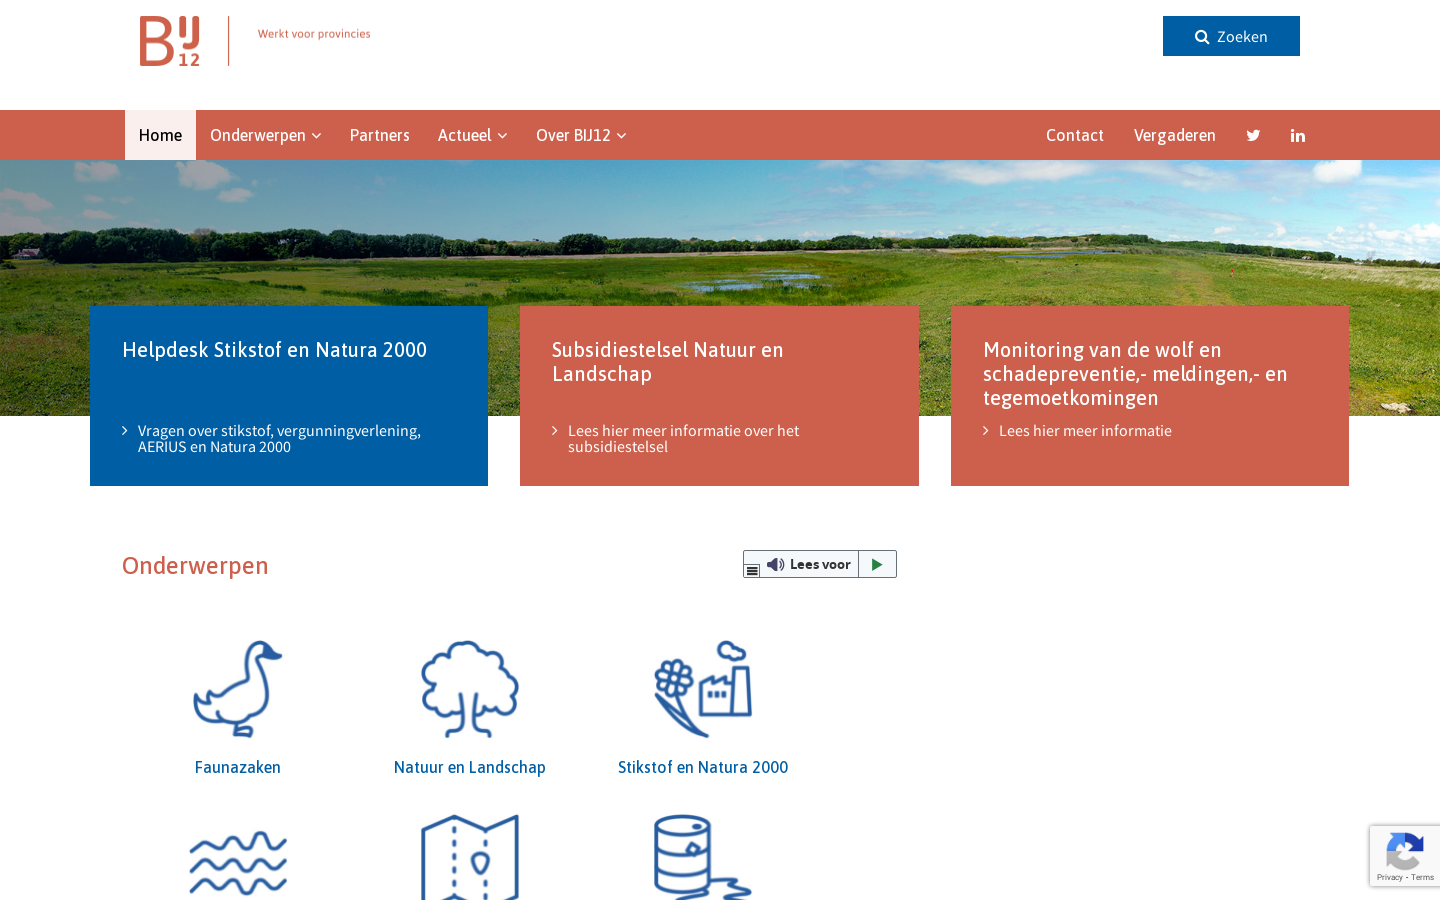 BIJ12
Werkt voor provincies
Zoeken
Home
Onderwerpen
Partners
Actueel
Over BIJ12
Contact
Vergaderen
Helpdesk Stikstof en Natura 2000
Vragen over stikstof, vergunningverlening,
AERIUS en Natura 2000
Subsidiestelsel Natuur en
Landschap
Lees hier meer informatie over het
subsidiestelsel
Monitoring van de wolf en
schadepreventie,- meldingen,- en
tegemoetkomingen
Lees hier meer informatie
Onderwerpen
Lees voor
Faunazaken
Natuur en Landschap
Stikstof en Natura 2000
Privacy - Terms